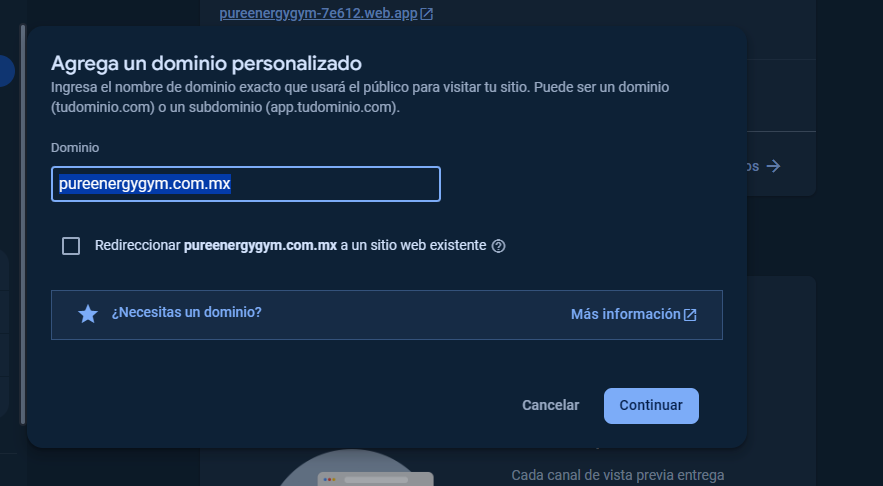 pureenergygym-7e612.web.app
Agrega un dominio personalizado
Ingresa el nombre de dominio exacto que usará el público para visitar tu sitio. Puede ser un dominio
(tudominio.com) o un subdominio (app.tudominio.com).
Dominio
pureenergygym.com.mx
os
Redireccionar pureenergygym.com.mx a un sitio web existente
¿Necesitas un dominio?
Más información
Cancelar
Continuar
Cada canal de vista previa entrega